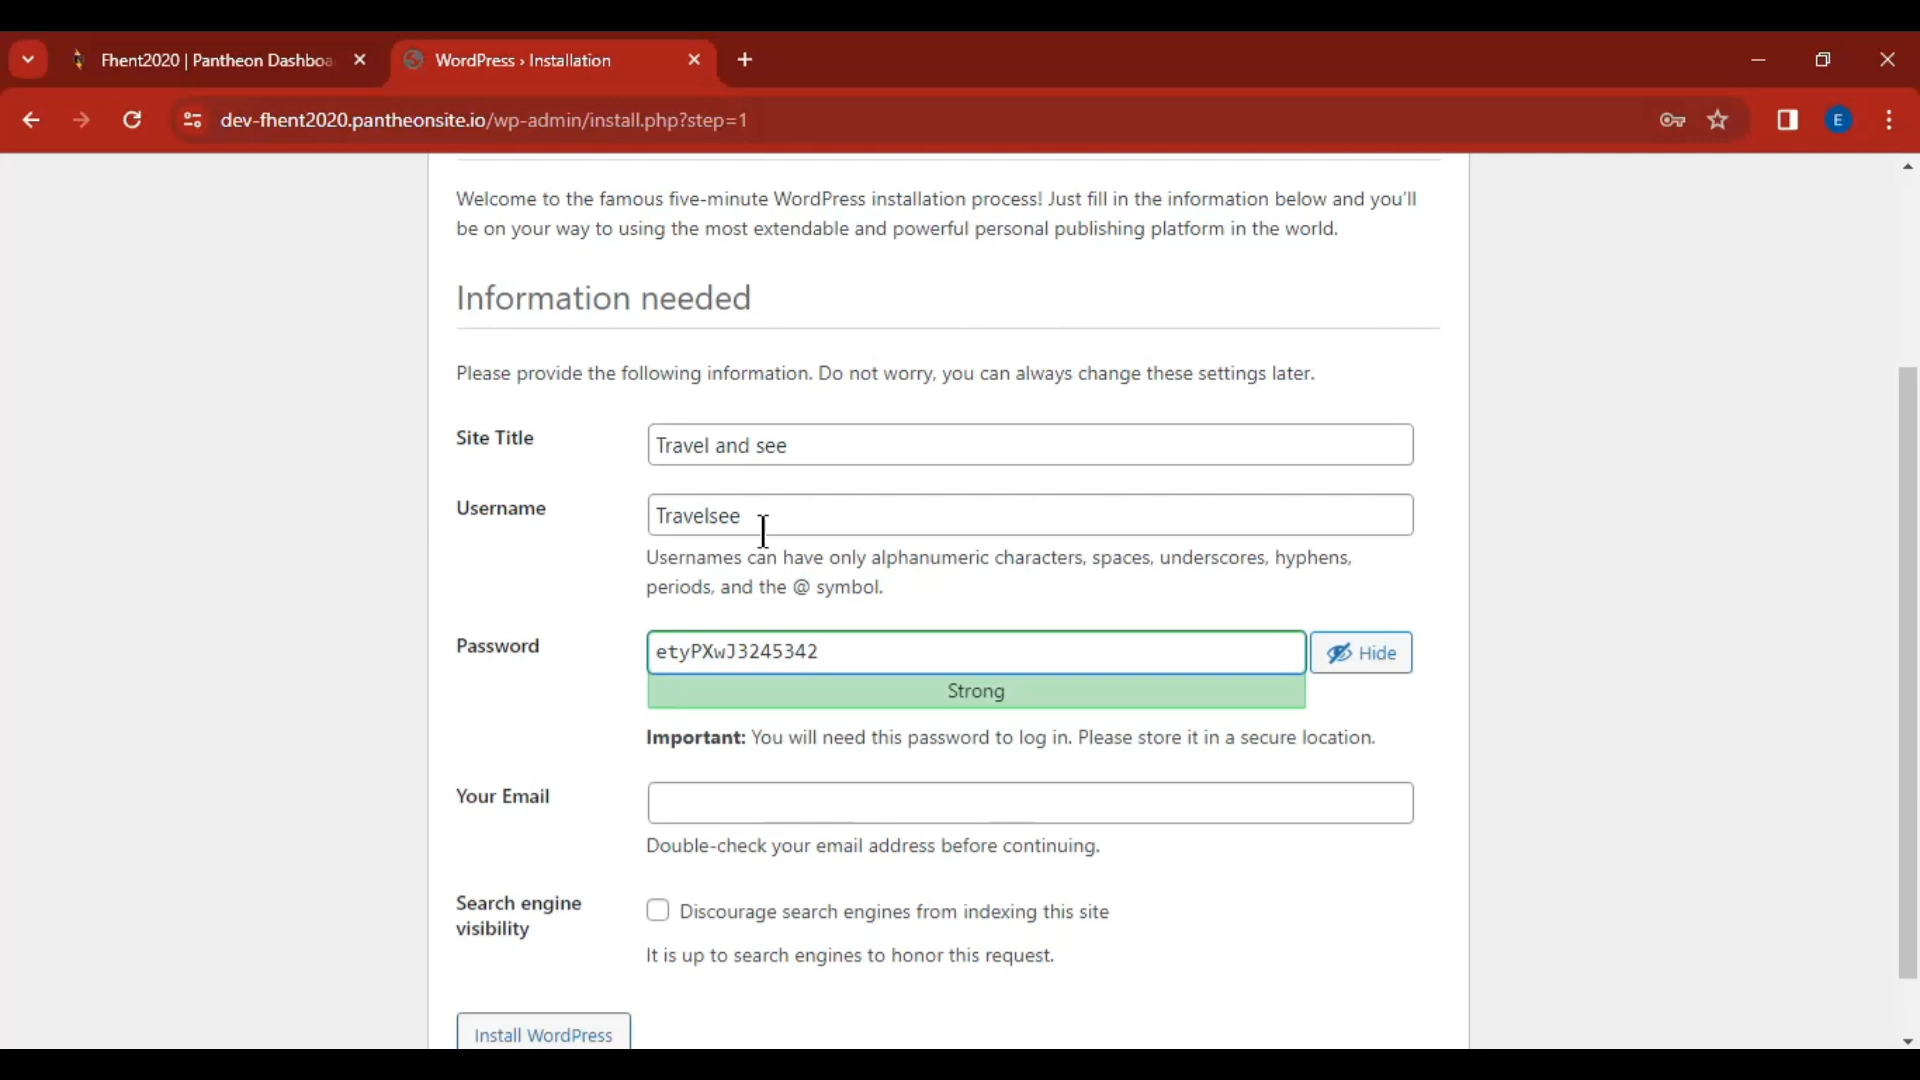 Fhent2020 | Pantheon Dashboa
WordPress › Installation
dev-fhent2020.pantheonsite.io/wp-admin/install.php?step=1
E
Welcome to the famous five-minute WordPress installation process! Just fill in the information below and you'll
be on your way to using the most extendable and powerful personal publishing platform in the world.
Information needed
Please provide the following information. Do not worry, you can always change these settings later.
Site Title
Travel and see
Username
Travelsee
Usernames can have only alphanumeric characters, spaces, underscores, hyphens,
periods, and the @ symbol.
Password
etyPXwJ3245342
Hide
Strong
Important: You will need this password to log in. Please store it in a secure location.
Your Email
Double-check your email address before continuing.
Search engine
visibility
Discourage search engines from indexing this site
It is up to search engines to honor this request.
Install WordPress